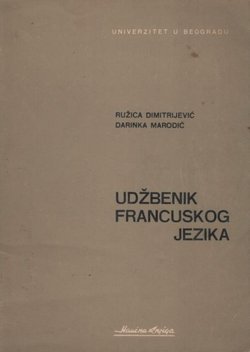 UNIVERZITET U BEOGRADU
RUŽICA DIMITRIJEVIĆ
DARINKA MARODIĆ
UDŽBENIK
FRANCUSKOG
JEZIKA
Naučna knjiga